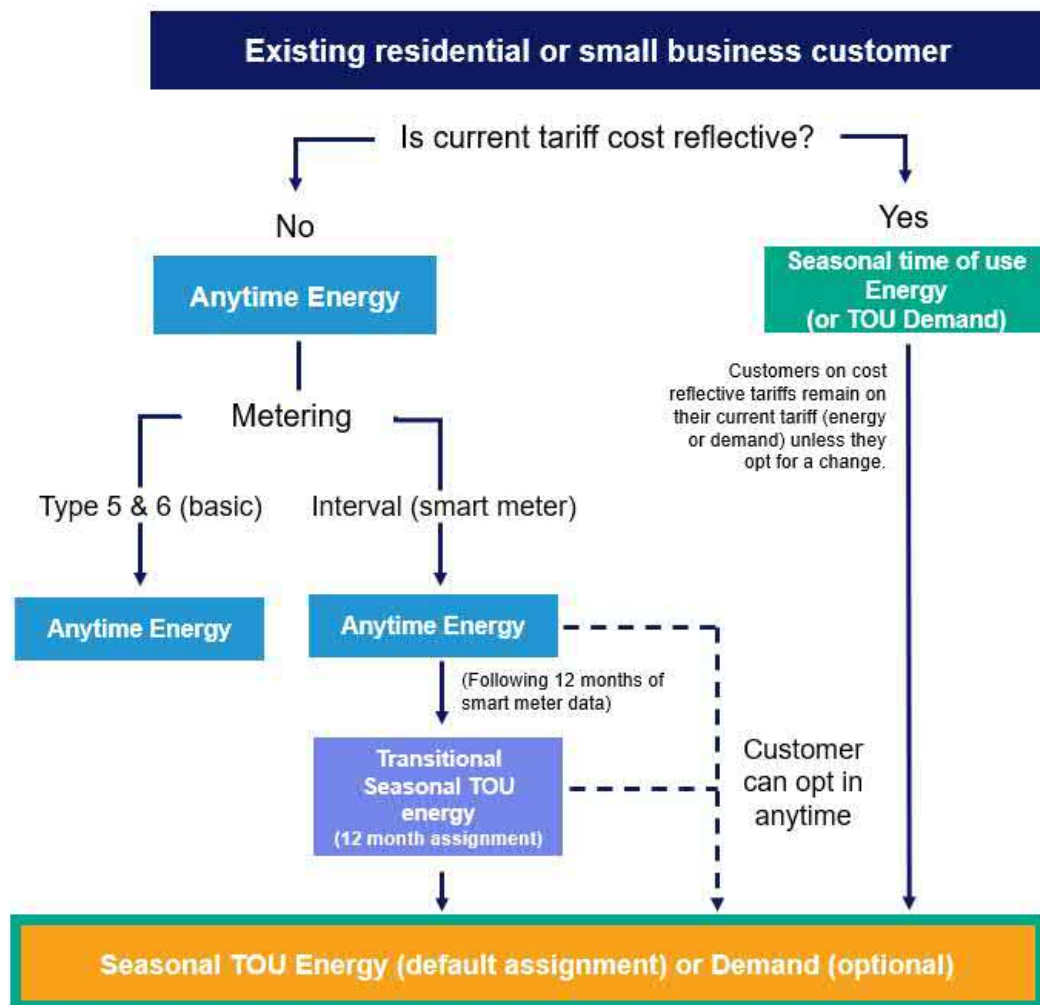 Existing residential or small business customer
Is current tariff cost reflective?
No
Yes
Anytime Energy
Seasonal time of use
Energy
(or TOU Demand)
Customers on cost
reflective tariffs remain on
their current tariff (energy
or demand) unless they
opt for a change.
Metering
Type 5 & 6 (basic)
Interval (smart meter)
Anytime Energy
Anytime Energy
(Following 12 months of
smart meter data)
Transitional
Seasonal TOU
energy
(12 month assignment)
Customer
can opt in
anytime
Seasonal TOU Energy (default assignment) or Demand (optional)